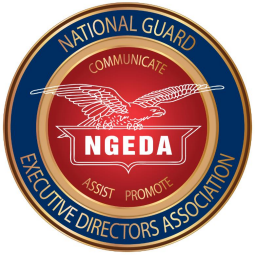 NATIONAL GUARD
COMMUNICATE
NGEDA
ASSIST PROMOTE
EXECUTIVE DIRECTORS ASSOCIATION